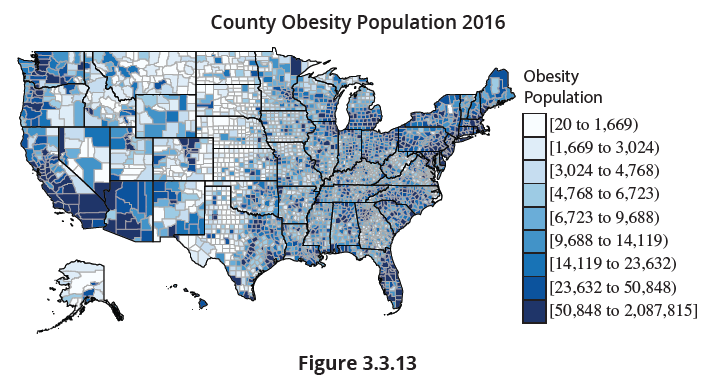 County Obesity Population 2016
Obesity
Population
[20 to 1,669)
[1,669 to 3,024)
[3,024 to 4,768)
[4,768 to 6,723)
[6,723 to 9,688)
[9,688 to 14,119)
[14,119 to 23,632)
[23,632 to 50,848)
[50,848 to 2,087,815]
Figure 3.3.13